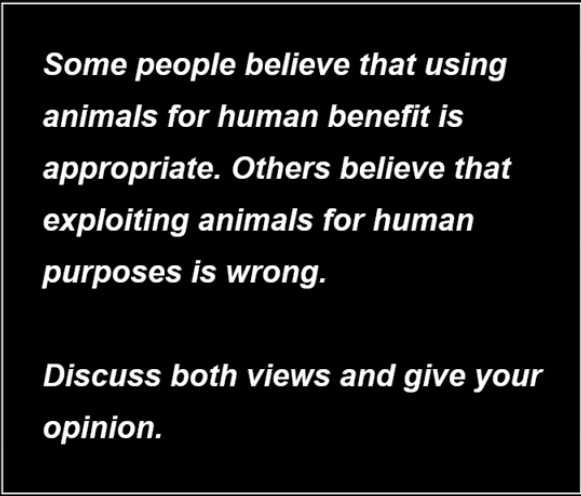 Some people believe that using
animals for human benefit is
appropriate. Others believe that
exploiting animals for human
purposes is wrong.
Discuss both views and give your
opinion.